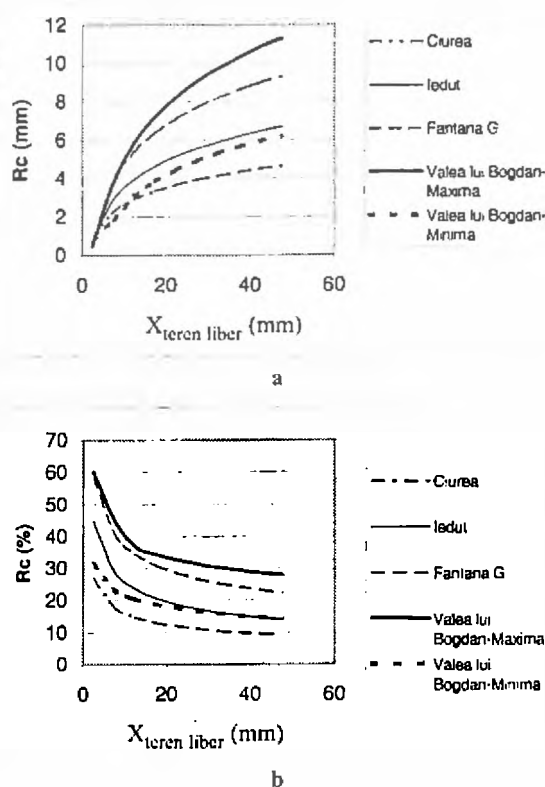 12
10
8
6
4
2
0
Rc (mm)
0 20 40 60
X teren liber (mm)
Ciurea
Iedut
Fantana G
Valea lui Bogdan-
Maxima
Valea lui Bogdan-
Minima
a
70
60
50
40
30
20
10
0
Rc (%)
0 20 40 60
X teren liber (mm)
Ciurea
Iedut
Fantana G
Valea lui
Bogdan-Maxima
Valea lui
Bogdan-Minima
b